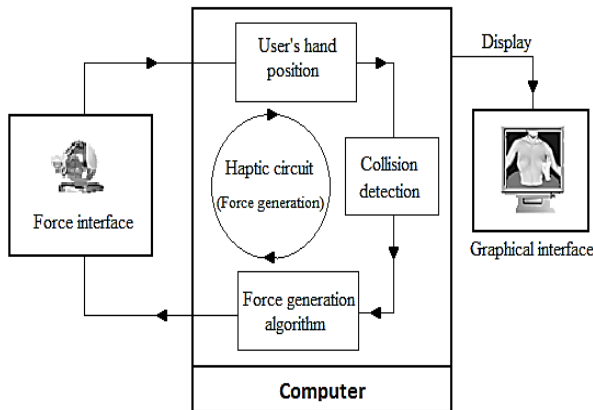 User's hand
position
Display
Haptic circuit
(Force generation)
Collision
detection
Force interface
Graphical interface
Force generation
algorithm
Computer